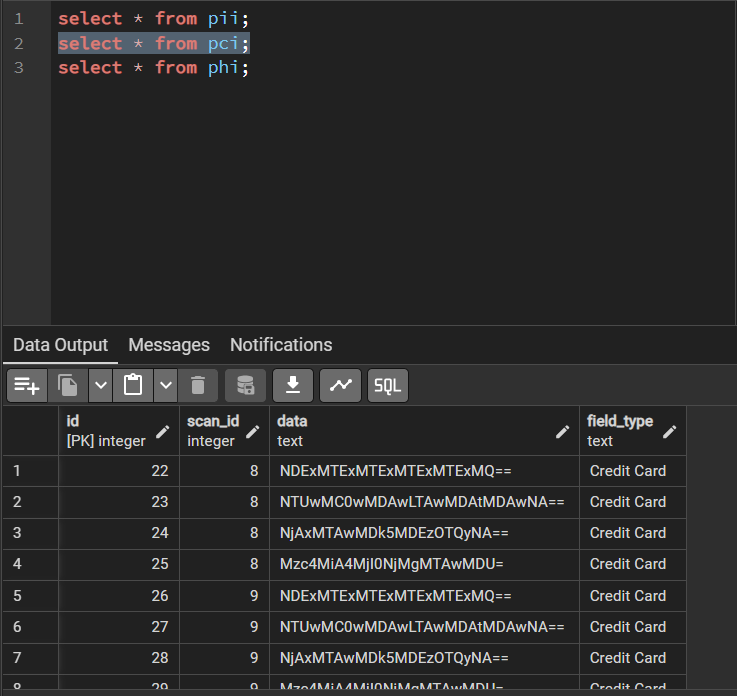 1 select * from pii;
2 select * from pci;
3 select * from phi;
Data Output Messages Notifications
SQL
id scan_id data field_type
[PK] integer integer text text
1 22 8 NDExMTExMTExMTExMTExMQ== Credit Card
2 23 8 NTUwMC0wMDAwLTAwMDAtMDAwNA== Credit Card
3 24 8 NjAxMTAwMDk5MDEzOTQyNA== Credit Card
4 25 8 Mzc4MiA4MjI0NjMgMTAwMDU= Credit Card
5 26 9 NDExMTExMTExMTExMTExMQ== Credit Card
6 27 9 NTUwMC0wMDAwLTAwMDAtMDAwNA== Credit Card
7 28 9 NjAxMTAwMDk5MDEzOTQyNA== Credit Card
8 29 9 Mzc4MiA4MjI0NjMgMTAwMDU= Credit Card